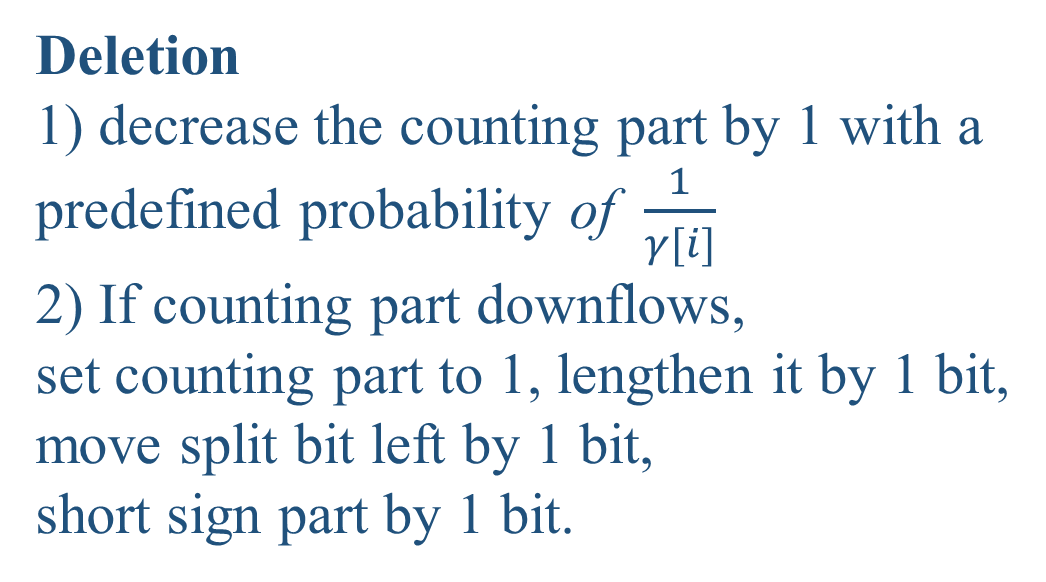 Deletion
1) decrease the counting part by 1 with a
predefined probability of \frac{1}{γ[i]}
2) If counting part downflows,
set counting part to 1, lengthen it by 1 bit,
move split bit left by 1 bit,
short sign part by 1 bit.